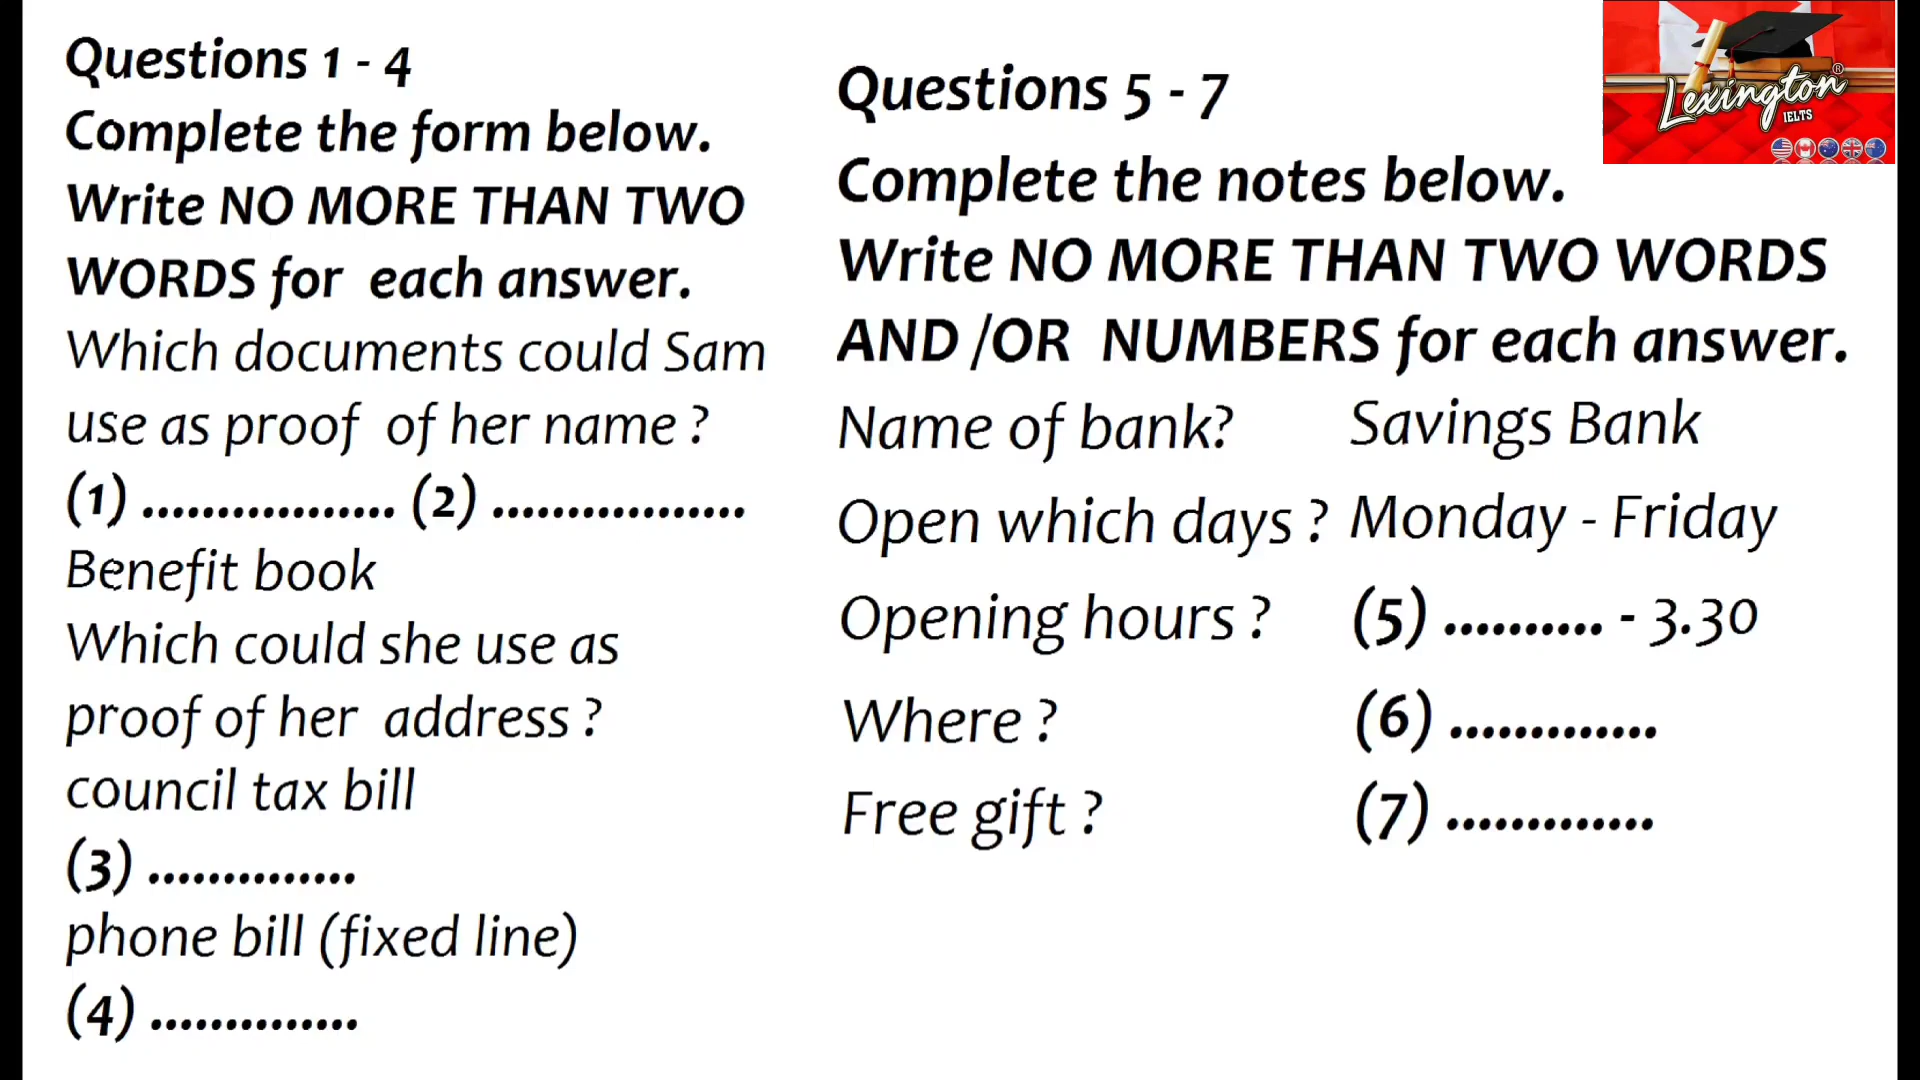 Questions 1 - 4
Complete the form below.
Write NO MORE THAN TWO
WORDS for each answer.
Which documents could Sam
use as proof of her name ?
(1) ................. (2) .................
Benefit book
Which could she use as
proof of her address ?
council tax bill
(3) ..............
phone bill (fixed line)
(4) ..............
Questions 5 - 7
Complete the notes below.
Write NO MORE THAN TWO WORDS
AND /OR NUMBERS for each answer.
Name of bank? Savings Bank
Open which days ? Monday - Friday
Opening hours ? (5) .......... - 3.30
Where ? (6) .............
Free gift ? (7) .............
Lexington®
IELTS